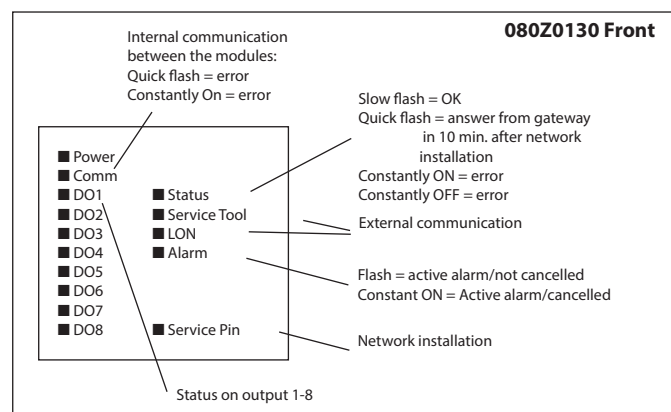 080Z0130 Front
Internal communication
between the modules:
Quick flash = error
Constantly On = error
Slow flash = OK
Quick flash = answer from gateway
in 10 min. after network
installation
Constantly ON = error
Constantly OFF = error
External communication
Flash = active alarm/not cancelled
Constant ON = Active alarm/cancelled
Network installation
Power
Comm
DO1
DO2
DO3
DO4
DO5
DO6
DO7
DO8
Status
Service Tool
LON
Alarm
Service Pin
Status on output 1-8